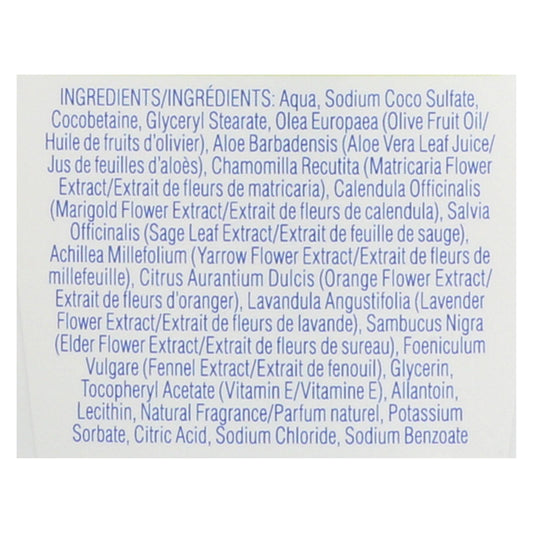 INGREDIENTS/INGRÉDIENTS: Aqua, Sodium Coco Sulfate,
Cocobetaine, Glyceryl Stearate, Olea Europaea (Olive Fruit Oil/
Huile de fruits d'olivier), Aloe Barbadensis (Aloe Vera Leaf Juice/
Jus de feuilles d'aloès), Chamomilla Recutita (Matricaria Flower
Extract/Extrait de fleurs de matricaria), Calendula Officinalis
(Marigold Flower Extract/Extrait de fleurs de calendula), Salvia
Officinalis (Sage Leaf Extract/Extrait de feuille de sauge),
Achillea Millefolium (Yarrow Flower Extract/Extrait de fleurs de
millefeuille), Citrus Aurantium Dulcis (Orange Flower Extract/
Extrait de fleurs d'oranger), Lavandula Angustifolia (Lavender
Flower Extract/Extrait de fleurs de lavande), Sambucus Nigra
(Elder Flower Extract/Extrait de fleurs de sureau), Foeniculum
Vulgare (Fennel Extract/Extrait de fenouil), Glycerin,
Tocopheryl Acetate (Vitamin E/Vitamine E), Allantoin,
Lecithin, Natural Fragrance/Parfum naturel, Potassium
Sorbate, Citric Acid, Sodium Chloride, Sodium Benzoate